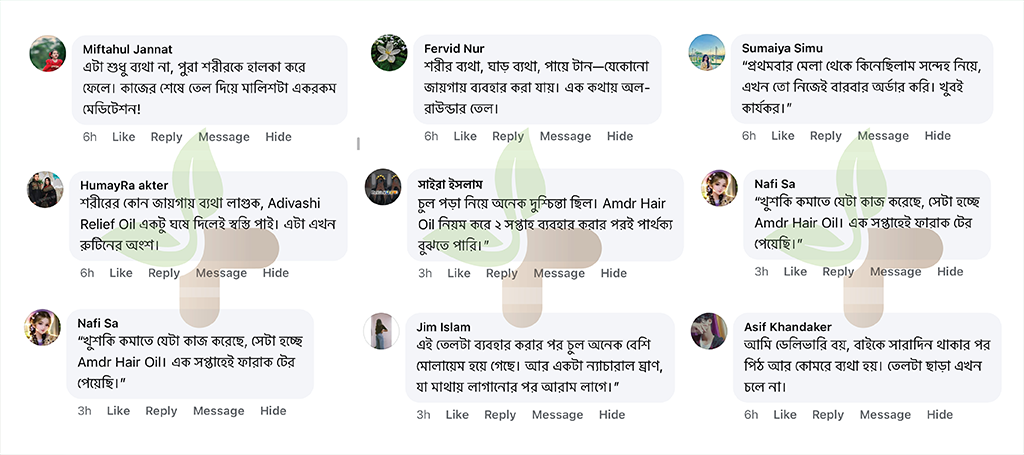 Miftahul Jannat
এটা শুধু ব্যথা না, পুরা শরীরকে হালকা করে
ফেলে। কাজের শেষে তেল দিয়ে মালিশটা একরকম
মেডিটেশন!
6h Like Reply Message Hide
Fervid Nur
শরীর ব্যথা, ঘাড় ব্যথা, পায়ে টান—যেকোনো
জায়গায় ব্যবহার করা যায়। এক কথায় অল-
রাউন্ডার তেল।
6h Like Reply Message Hide
Sumaiya Simu
“প্রথমবার মেলা থেকে কিনেছিলাম সন্দেহ নিয়ে,
এখন তো নিজেই বারবার অর্ডার করি। খুবই
কার্যকর।”
6h Like Reply Message Hide
HumayRa akter
শরীরের কোন জায়গায় ব্যথা লাগুক, Adivashi
Relief Oil একটু ঘষে দিলেই স্বস্তি পাই। এটা এখন
রুটিনের অংশ।
6h Like Reply Message Hide
সাইরা ইসলাম
চুল পড়া নিয়ে অনেক দুশ্চিন্তা ছিল। Amdr Hair
Oil নিয়ম করে ২ সপ্তাহ ব্যবহার করার পরই পার্থক্য
বুঝতে পারি।”
3h Like Reply Message Hide
Nafi Sa
“খুশকি কমাতে যেটা কাজ করেছে, সেটা হচ্ছে
Amdr Hair Oil। এক সপ্তাহেই ফারাক টের
পেয়েছি।”
3h Like Reply Message Hide
Nafi Sa
“খুশকি কমাতে যেটা কাজ করেছে, সেটা হচ্ছে
Amdr Hair Oil। এক সপ্তাহেই ফারাক টের
পেয়েছি।”
3h Like Reply Message Hide
Jim Islam
এই তেলটা ব্যবহার করার পর চুল অনেক বেশি
মোলায়েম হয়ে গেছে। আর একটা ন্যাচারাল ঘ্রাণ,
যা মাথায় লাগানোর পর আরাম লাগে।”
3h Like Reply Message Hide
Asif Khandaker
আমি ডেলিভারি বয়, বাইকে সারাদিন থাকার পর
পিঠ আর কোমরে ব্যথা হয়। তেলটা ছাড়া এখন
চলে না।
6h Like Reply Message Hide